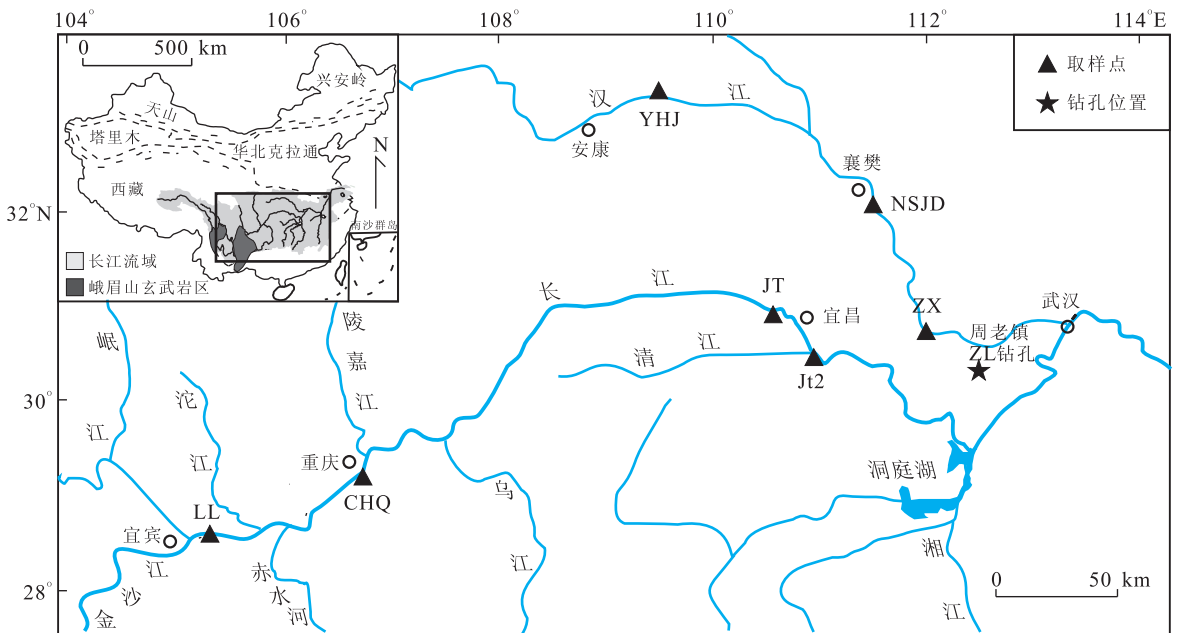 104°
106°
108°
110°
112°
114°E
0 500 km
兴安岭
天山
塔里木
华北克拉通
N
西藏
南沙群岛
长江流域
峨眉山玄武岩区
取样点
钻孔位置
汉江
YHJ
安康
襄樊
NSJD
32°N
长江
JT
宜昌
ZX
武汉
周老镇
ZL钻孔
清江
Jt2
岷江
沱江
嘉陵江
30°
重庆
CHQ
洞庭湖
LL
宜宾
乌江
金沙江
赤水河
湘江
28°
0 50 km